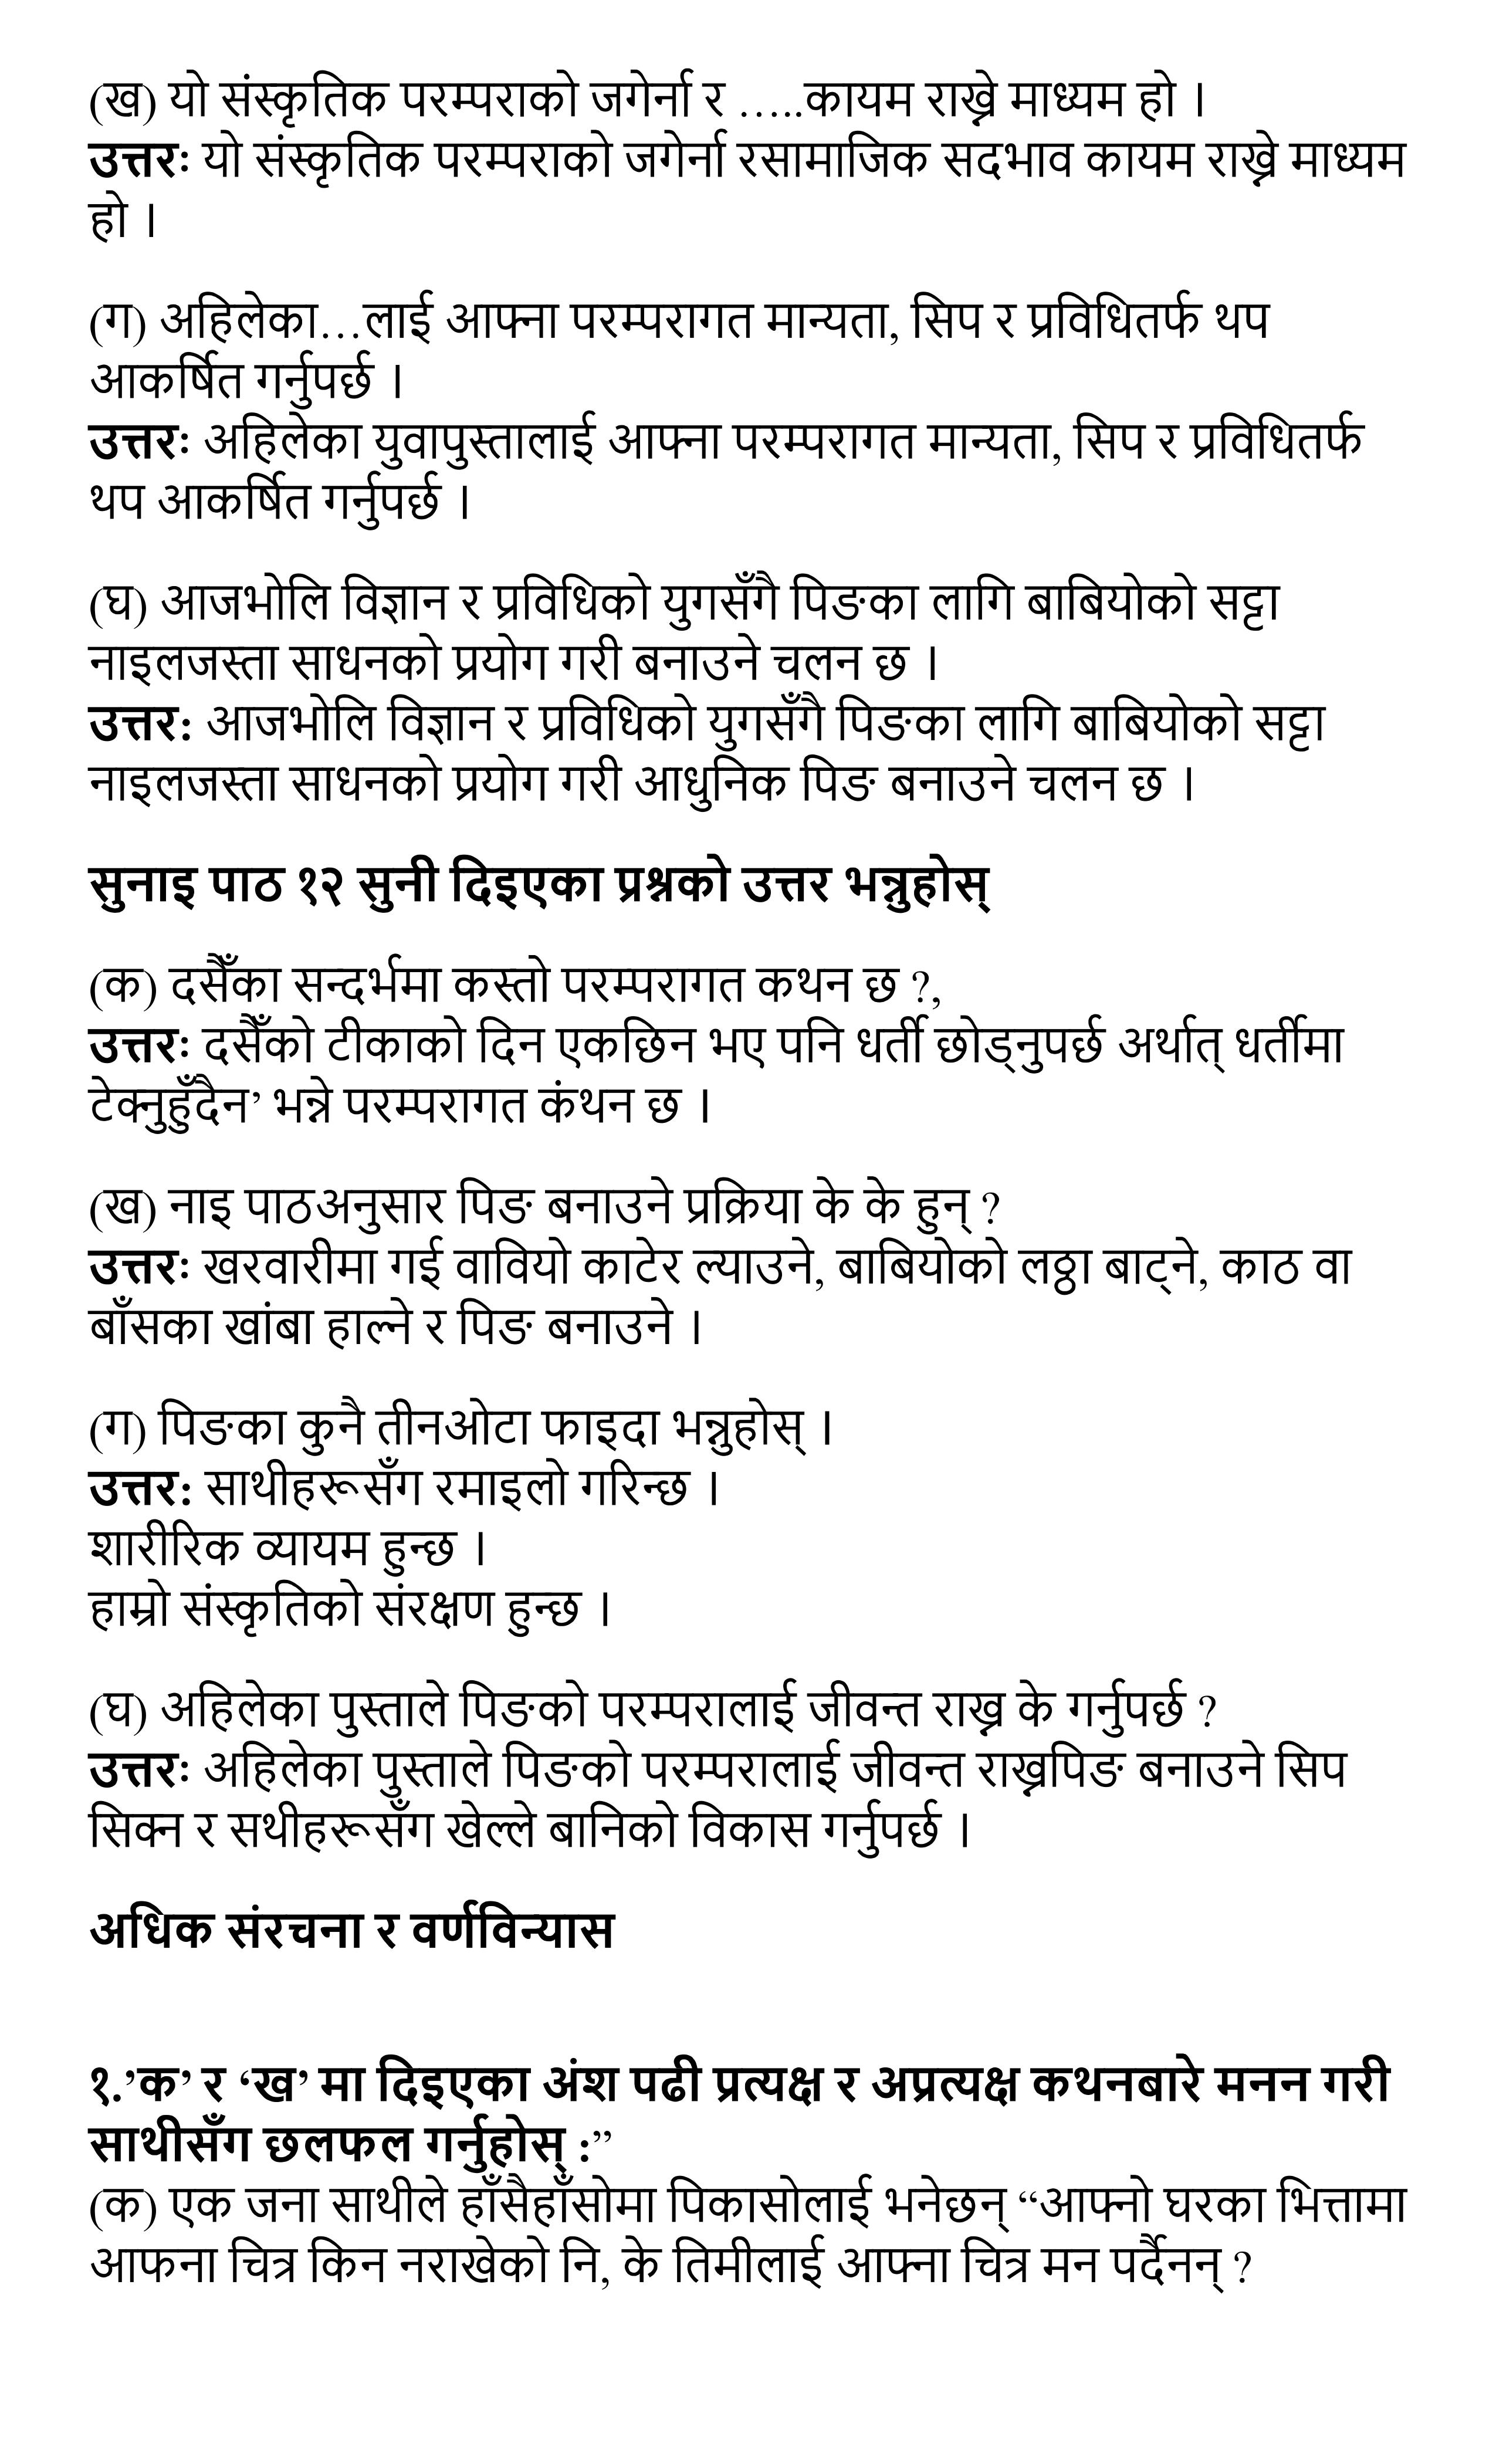 (ख) यो संस्कृतिक परम्पराको जगेर्ना र …..कायम राख्ने माध्यम हो ।
उत्तरः यो संस्कृतिक परम्पराको जगेर्ना रसामाजिक सदभाव कायम राख्ने माध्यम
हो ।
(ग) अहिलेका…लाई आफ्ना परम्परागत मान्यता, सिप र प्रविधितर्फ थप
आकर्षित गर्नुपर्छ ।
उत्तरः अहिलेका युवापुस्तालाई आफ्ना परम्परागत मान्यता, सिप र प्रविधितर्फ
थप आकर्षित गर्नुपर्छ ।
(घ) आजभोलि विज्ञान र प्रविधिको युगसँगै पिङका लागि बाबियोको सट्टा
नाइलजस्ता साधनको प्रयोग गरी बनाउने चलन छ ।
उत्तर: आजभोलि विज्ञान र प्रविधिको युगसँगै पिङका लागि बाबियोको सट्टा
नाइलजस्ता साधनको प्रयोग गरी आधुनिक पिङ बनाउने चलन छ ।
सुनाइ पाठ १२ सुनी दिइएका प्रश्नको उत्तर भन्नुहोस्
(क) दसैँका सन्दर्भमा कस्तो परम्परागत कथन छ ?,
उत्तरः दसैँको टीकाको दिन एकछिन भए पनि धर्ती छोड्नुपर्छ अर्थात् धर्तीमा
टेक्नुहुँदैन’ भन्ने परम्परागत कंथन छ ।
(ख) नाइ पाठअनुसार पिङ बनाउने प्रक्रिया के के हुन् ?
उत्तरः खरवारीमा गई वावियो काटेर ल्याउने, बाबियोको लठ्ठा बाट्ने, काठ वा
बाँसका खांबा हाल्ने र पिङ बनाउने ।
(ग) पिङका कुनै तीनओटा फाइदा भन्नुहोस् ।
उत्तर: साथीहरूसँग रमाइलो गरिन्छ ।
शारीरिक व्यायम हुन्छ ।
हाम्रो संस्कृतिको संरक्षण हुन्छ ।
(घ) अहिलेका पुस्ताले पिङको परम्परालाई जीवन्त राख्न के गर्नुपर्छ ?
उत्तरः अहिलेका पुस्ताले पिङको परम्परालाई जीवन्त राख्नपिङ बनाउने सिप
सिक्न र सथीहरूसँग खेल्ले बानिको विकास गर्नुपर्छ ।
अधिक संरचना र वर्णविन्यास
१.’क’ र ‘ख’ मा दिइएका अंश पढी प्रत्यक्ष र अप्रत्यक्ष कथनबारे मनन गरी
साथीसँग छलफल गर्नुहोस् :”
(क) एक जना साथीले हाँसैहाँसोमा पिकासोलाई भनेछन् “आफ्नो घरका भित्तामा
आफना चित्र किन नराखेको नि, के तिमीलाई आफ्ना चित्र मन पर्दैनन् ?